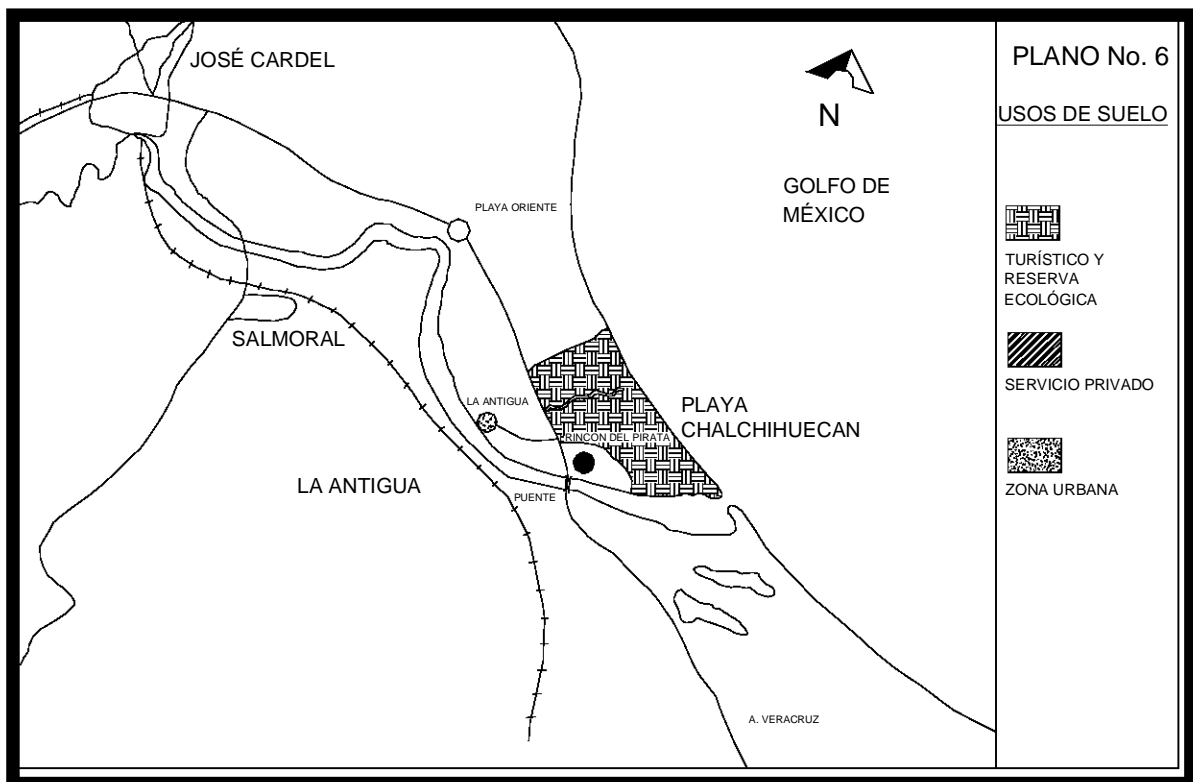 JOSÉ CARDEL
N
GOLFO DE
MÉXICO
PLAYA ORIENTE
SALMORAL
LA ANTIGUA
PLAYA
CHALCHIHUECAN
RINCON DEL PIRATA
LA ANTIGUA
PUENTE
A. VERACRUZ
PLANO No. 6
USOS DE SUELO
TURÍSTICO Y
RESERVA
ECOLÓGICA
SERVICIO PRIVADO
ZONA URBANA